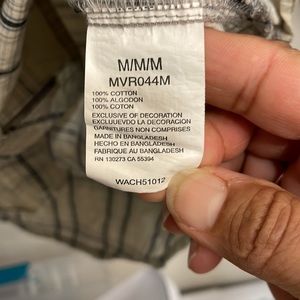 M/M/M
MVR044M
100% COTTON
100% ALGODON
100% COTON
EXCLUSIVE OF DECORATION
EXCLUUEVDO LA DECORACION
GARNITURES NON COMPRISES
MADE IN BANGLADESH
HECHO EN BANGLADESH
FABRIQUE AU BANGLADESH
RN 130273 CA 55394
WACH51012